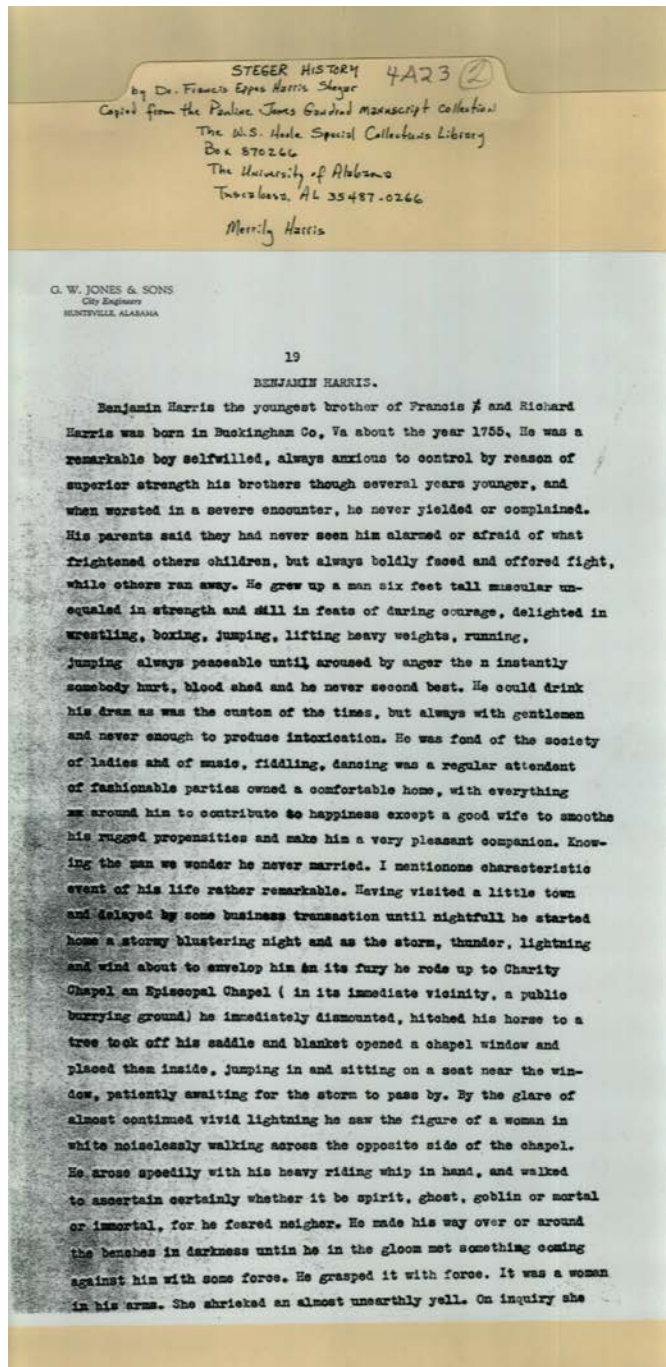 STEGER HISTORY 4A23 2
by Dr. Francis Eppes Harris Steger
Copied from the Pauline Jones Gandrud manuscript collection
The W.S. Hoole Special Collections Library
Box 870266
The University of Alabama
Tuscaloosa, AL 35487-0266
Merrily Harris
G. W. JONES & SONS
City Engineers
HUNTSVILLE, ALABAMA
19
BENJAMIN HARRIS.
Benjamin Harris the youngest brother of Francis and Richard
Harris was born in Buckingham Co, Va about the year 1755. He was a
remarkable boy selfwilled, always anxious to control by reason of
superior strength his brothers though several years younger, and
when worsted in a severe encounter, he never yielded or complained.
His parents said they had never seen him alarmed or afraid of what
frightened others children, but always boldly faced and offered fight,
while others ran away. He grew up a man six feet tall muscular un-
equaled in strength and skill in feats of daring courage, delighted in
wrestling, boxing, jumping, lifting heavy weights, running,
jumping always peaceable until aroused by anger the n instantly
somebody hurt, blood shed and he never second best. He could drink
his dram as was the custom of the times, but always with gentlemen
and never enough to produce intoxication. He was fond of the society
of ladies and of music, fiddling, dancing was a regular attendent
of fashionable parties owned a comfortable home, with everything
around him to contribute to happiness except a good wife to smoothe
his rugged propensities and make him a very pleasant companion. Know-
ing the man we wonder he never married. I mentionone characteristic
event of his life rather remarkable. Having visited a little town
and delayed by some business transaction until nightfull he started
home a stormy blustering night and as the storm, thunder, lightning
and wind about to envelop him in its fury he rode up to Charity
Chapel an Episcopal Chapel ( in its immediate vicinity, a public
burrying ground) he immediately dismounted, hitched his horse to a
tree took off his saddle and blanket opened a chapel window and
placed them inside, jumping in and sitting on a seat near the win-
dow, patiently awaiting for the storm to pass by. By the glare of
almost continued vivid lightning he saw the figure of a woman in
white noiselessly walking across the opposite side of the chapel.
He arose speedily with his heavy riding whip in hand, and walked
to ascertain certainly whether it be spirit, ghost, goblin or mortal
or immortal, for he feared neigher. He made his way over or around
the benches in darkness untin he in the gloom met something coming
against him with some force. He grasped it with force. It was a woman
in his arms. She shrieked an almost unearthly yell. On inquiry she